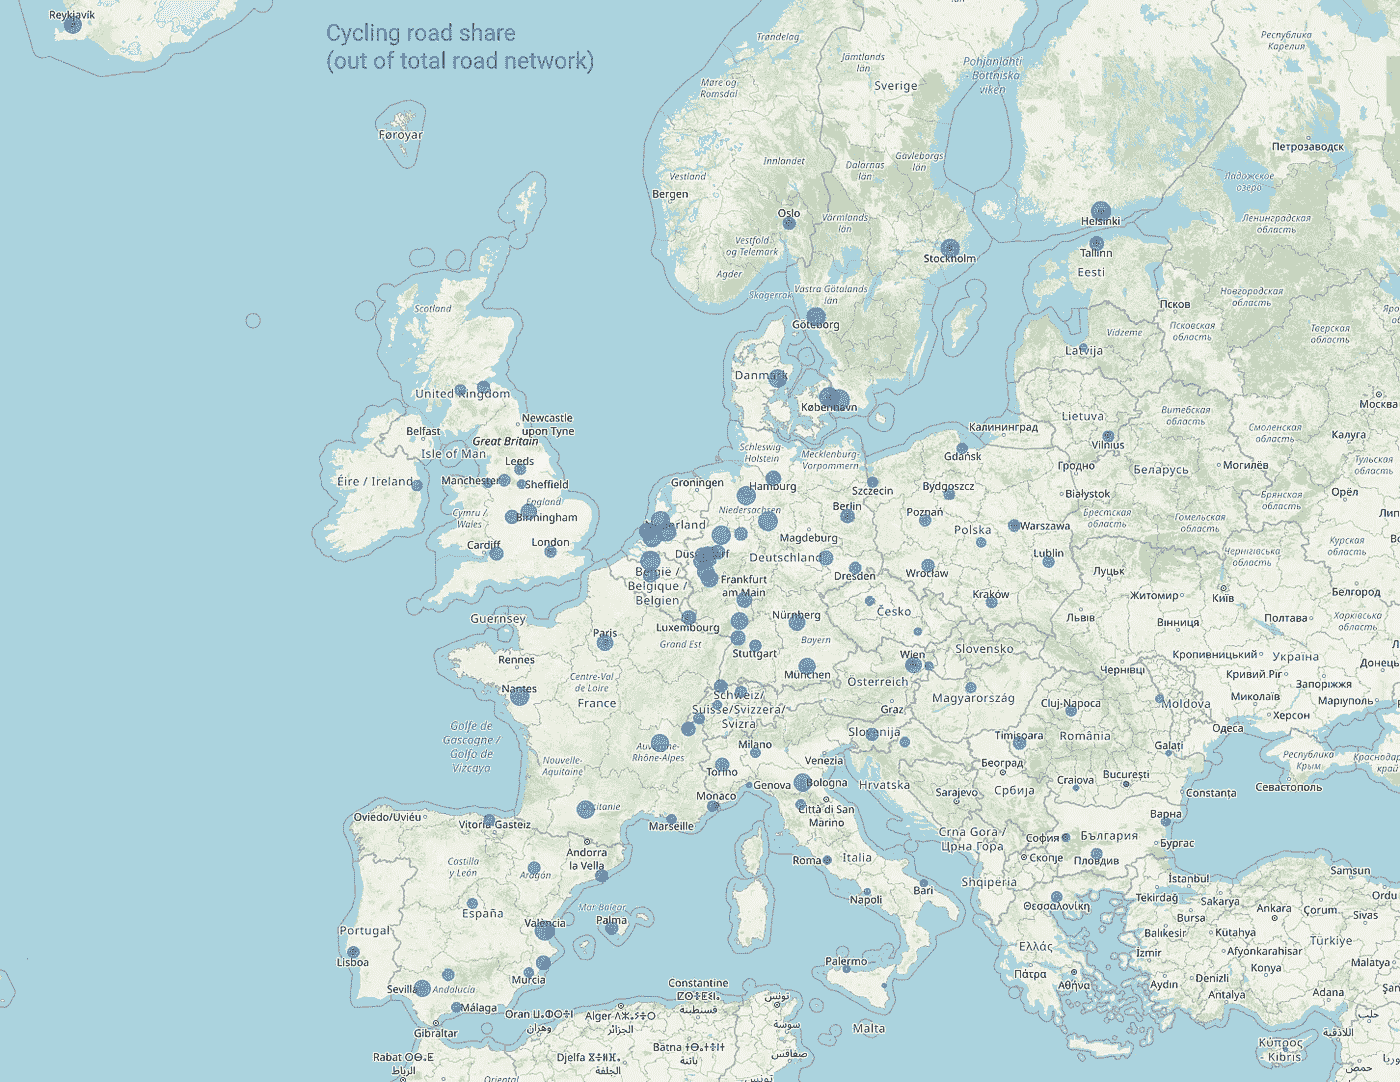 Reykjavík
Cycling road share
(out of total road network)
Trøndelag
Jämtlands
län
Pohjanlahti
- Bottniska
viken
Республика
Карелия
Møre og
Romsdal
Sverige
Føroyar
Петрозаводск
Innlandet
Dalarnas
län
Gävleborgs
län
Vestland
Ладожское
озеро
Bergen
Oslo
Värmlands
län
Helsinki
Ленинградская
область
Vestfold-
og Telemark
Stockholm
Tallinn
Eesti
Agder
Skagerrak
Västra Götalands
län
Новгородская
область
Псков
Scotland
Göteborg
Vidzeme
Псковская
область
Тверская
область
Latvija
Danmark
United Kingdom
København
Москва
Newcastle
upon Tyne
Lietuva
Витебская
область
Belfast
Great Britain
Isle of Man
Калининград
Смоленская
область
Калуга
Schleswig-
Holstein
Mecklenburg-
Vorpommern
Gdańsk
Vilnius
Leeds
Гродно
Беларусь
Могилёв
Тульская
область
Éire / Ireland
Manchester
Sheffield
Groningen
Hamburg
Szczecin
Bydgoszcz
Białystok
Брянская
область
Орёл
England
Cymru /
Wales
Birmingham
Nederland
Niedersachsen
Berlin
Poznań
Polska
Warszawa
Брестская
область
Гомельская
область
Cardiff
London
Düsseldorf
Magdeburg
Deutschland
Lublin
Чернігівська
область
Курская
область
België /
Belgique /
Belgien
Frankfurt
am Main
Dresden
Wrocław
Луцьк
Kraków
Житомир
Київ
Белгород
Guernsey
Luxembourg
Nürnberg
Česko
Львів
Вінниця
Полтава
Харківська
область
Paris
Grand Est
Bayern
Stuttgart
Slovensko
Rennes
Wien
Кропивницький
Україна
Чернівці
Донецьк
Centre-Val
de Loire
München
Österreich
Кривий Ріг
Запоріжжя
Nantes
France
Schweiz/
Suisse/Svizzera/
Svizra
Magyarország
Миколаїв
Маріуполь
Graz
Cluj-Napoca
Moldova
Херсон
Golfe de
Gascogne /
Golfo de
Vizcaya
Slovenija
Timișoara
România
Одеса
Auvergne-
Rhône-Alpes
Milano
Galați
Nouvelle-
Aquitaine
Venezia
Београд
Республика
Крым
Краснодарский
край
Torino
Genova
Bologna
Hrvatska
Craiova
București
Севастополь
Monaco
Sarajevo
Србија
Constanța
Occitanie
Città di San
Marino
Oviedo/Uviéu
Vitoria-Gasteiz
Marseille
Варна
Crna Gora /
Црна Гора
София
България
Бургас
Andorra
la Vella
Castilla
y León
Roma
Italia
Скопје
Пловдив
Aragón
Shqipëria
İstanbul
Samsun
Bari
Napoli
Θεσσαλονίκη
Tekirdağ
Sakarya
Ankara
Çorum
Ordu
España
Mar Balear
Palma
València
Bursa
Sivas
Portugal
Balıkesir
Kütahya
Türkiye
Ελλάς
İzmir
Afyonkarahisar
Lisboa
Palermo
Πάτρα
Konya
Malatya
Murcia
Αθήνα
Aydın
Denizli
Adana
Sevilla
Andalucía
Constantine
ⵇⵙⵏⵟⵉⵏⴰ
قسنطينة
تونس
Antalya
Málaga
Oran ⵡⴰⵀⵔⴰⵏ
وهران
Alger
الجزائر
سوسة
Gibraltar
Malta
حلب
اللاذقية
Κύπρος
- Kıbrıs
Rabat ⵔⴱⴰⵟ
الرباط
Djelfa
الجلفة
Batna
باتنة
صفاقس
حمص
Oriental
تونس